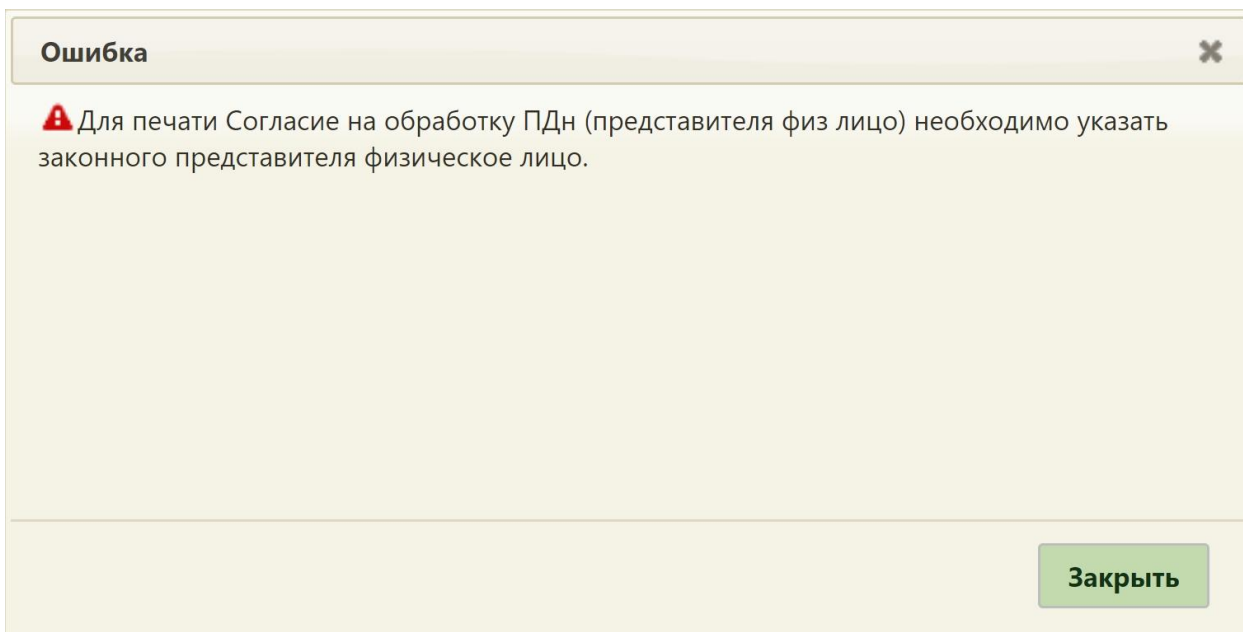 Ошибка
Для печати Согласие на обработку ПДн (представителя физ лицо) необходимо указать
законного представителя физическое лицо.
Закрыть